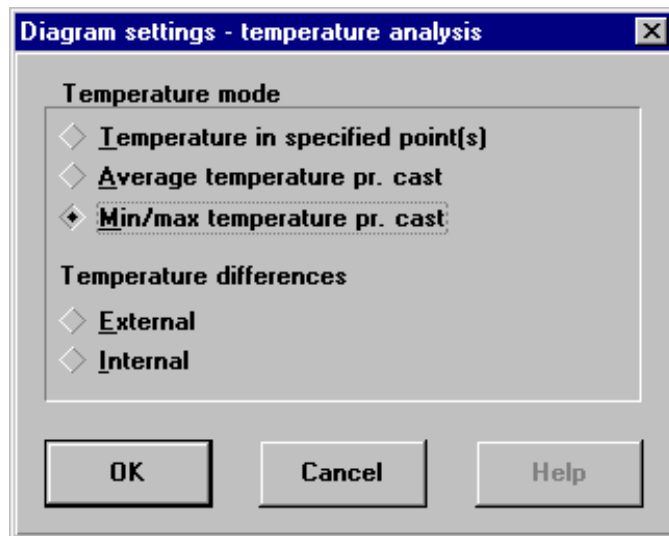 Diagram settings - temperature analysis
Temperature mode
Temperature in specified point(s)
Average temperature pr. cast
Min/max temperature pr. cast
Temperature differences
External
Internal
OK Cancel Help